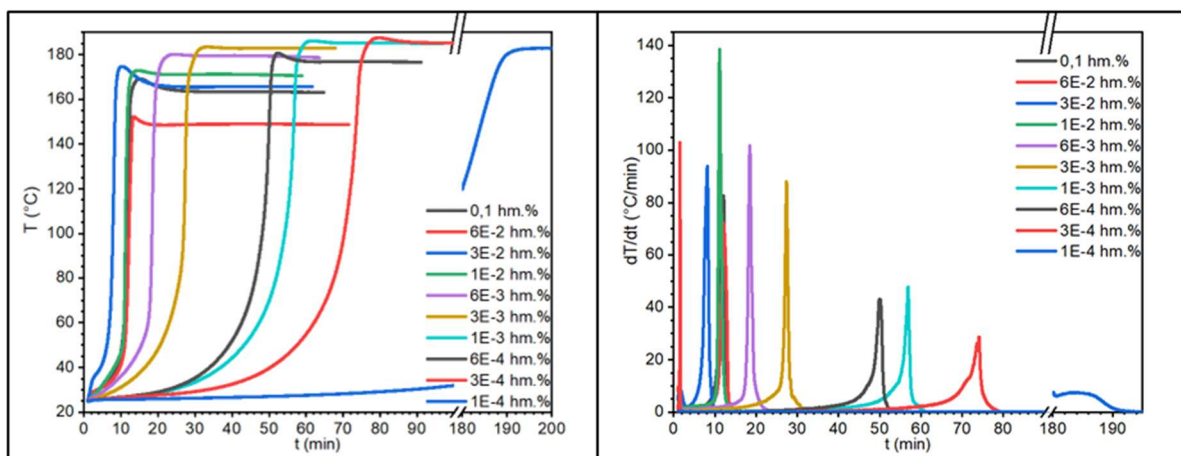 180
160
140
120
100
80
60
40
20
T (°C)
0,1 hm.%
6E-2 hm.%
3E-2 hm.%
1E-2 hm.%
6E-3 hm.%
3E-3 hm.%
1E-3 hm.%
6E-4 hm.%
3E-4 hm.%
1E-4 hm.%
0 10 20 30 40 50 60 70 80 90 180 200
t (min)
140
120
100
80
60
40
20
0
dT/dt (°C/min)
0,1 hm.%
6E-2 hm.%
3E-2 hm.%
1E-2 hm.%
6E-3 hm.%
3E-3 hm.%
1E-3 hm.%
6E-4 hm.%
3E-4 hm.%
1E-4 hm.%
0 10 20 30 40 50 60 70 80 180 190
t (min)